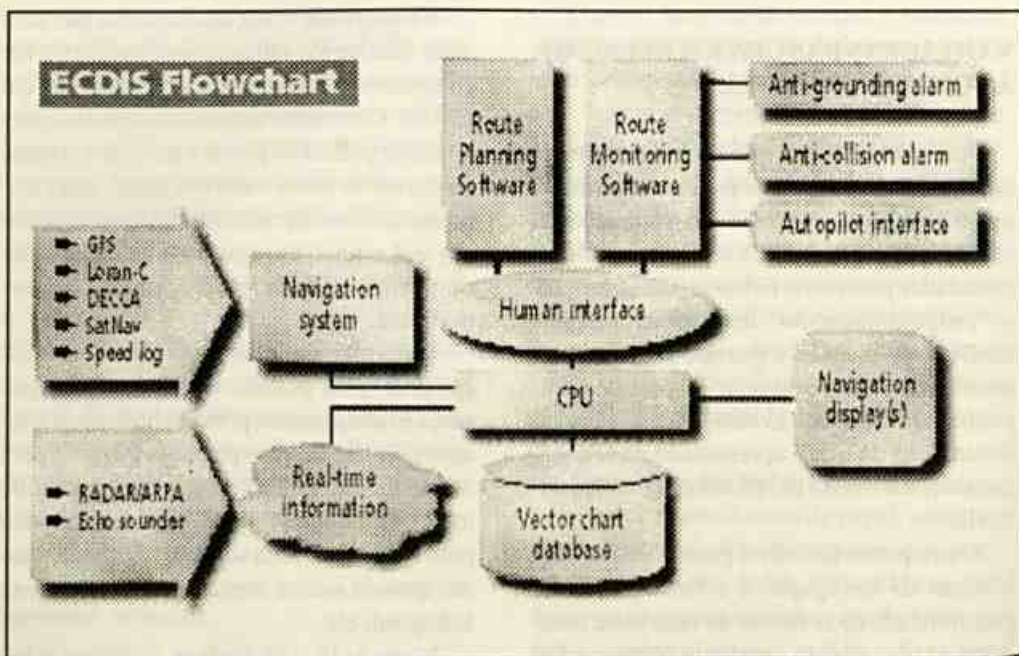 ECDIS Flowchart
Route
Planning
Software
Route
Monitoring
Software
Anti-grounding alarm
Anti-collision alarm
Autopilot interface
GPS
Loran-C
DECCA
SatNav
Speed log
Navigation
system
Human interface
CPU
Navigation
display(s)
RADAR/ARPA
Echo sounder
Real-time
information
Vector chart
database